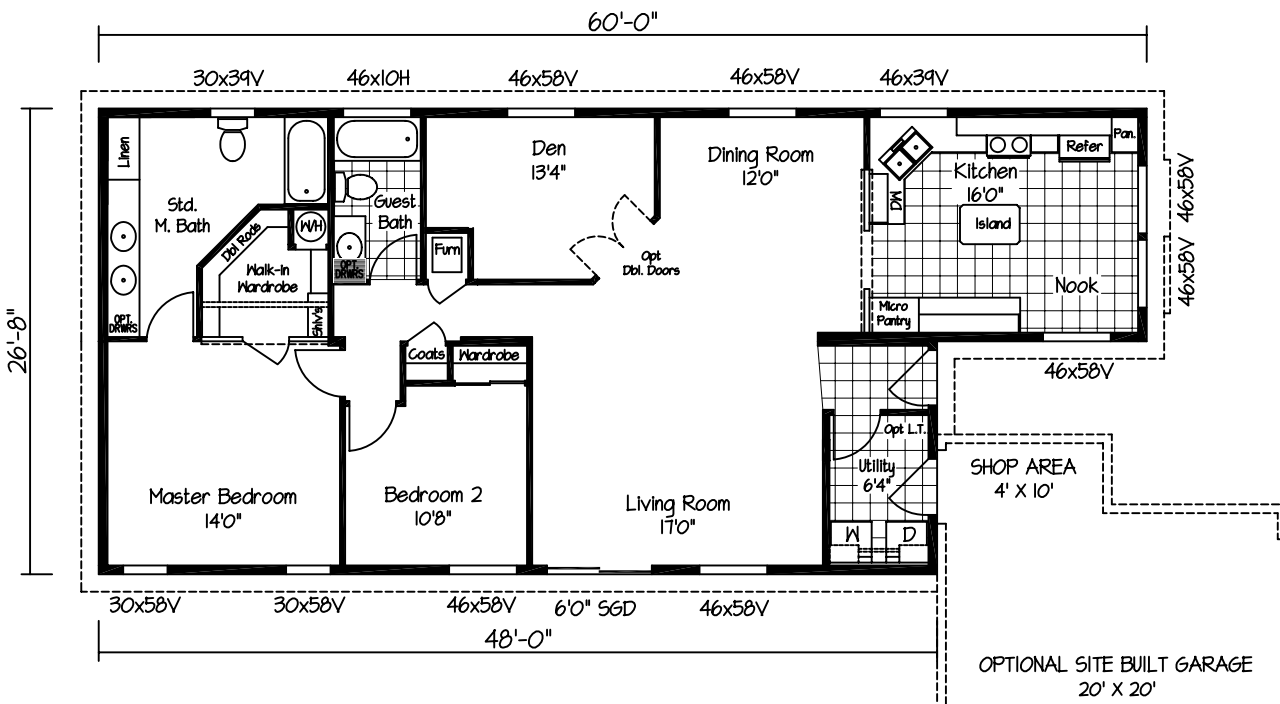 60'-0"
30x39V
46x10H
46x58V
46x58V
46x39V
Linen
Std.
M. Bath
Dbl Rods
W/H
Walk-in
Wardrobe
Shlv's
OPT.
DRWRS
Guest
Bath
OPT.
DRWRS
Furn
Den
13'4"
Opt
Dbl. Doors
Dining Room
12'0"
Kitchen
16'0"
DW
Island
Refer
Pan.
Nook
Micro
Pantry
46x58V
46x58V
46x58V
26'-8"
Coats
Wardrobe
Master Bedroom
14'0"
Bedroom 2
10'8"
Living Room
17'0"
Opt L.T.
Utility
6'4"
W
D
SHOP AREA
4' X 10'
30x58V
30x58V
46x58V
6'0" SGD
46x58V
48'-0"
OPTIONAL SITE BUILT GARAGE
20' X 20'